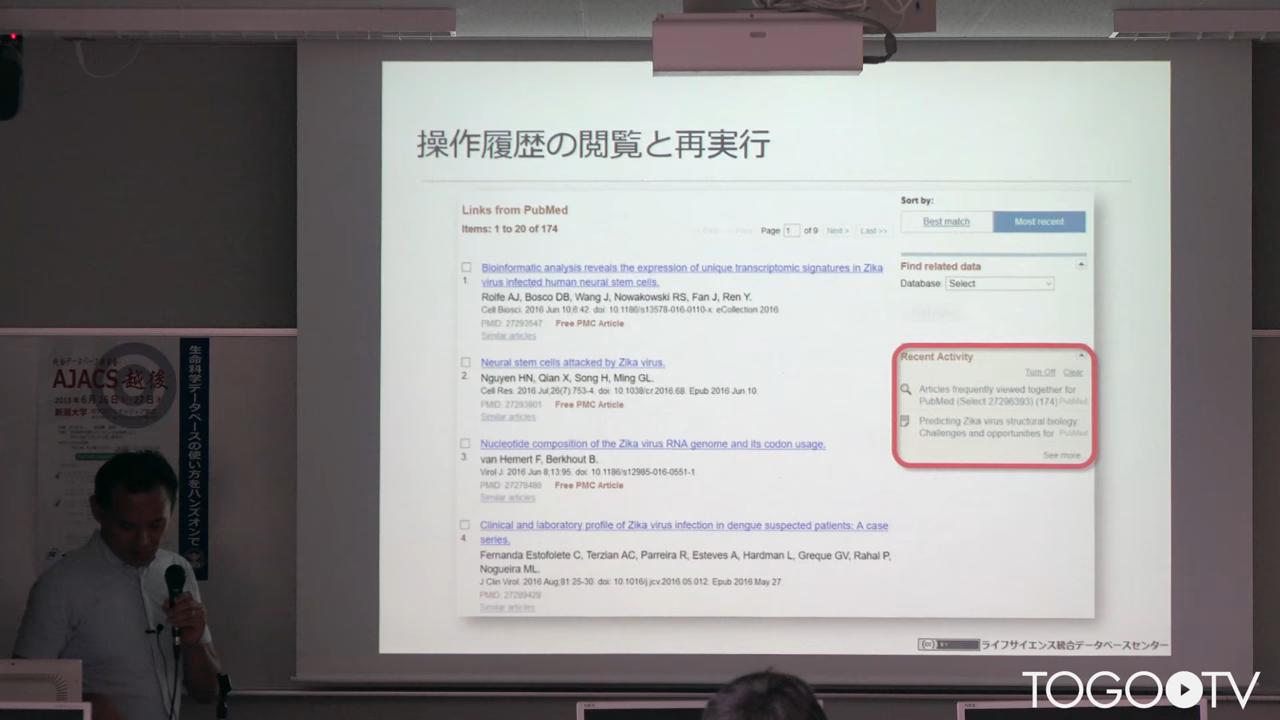 操作履歴の閲覧と再実行
Links from PubMed
Items: 1 to 20 of 174
Page 1 of 9 Next > Last >>
Sort by:
Best match Most recent
Find related data
Database Select
Recent Activity
Turn Off Clear
Articles frequently viewed together for
PubMed (Select 27296393) (174) PubMed
Predicting Zika virus structural biology:
Challenges and opportunities for PubMed
See more...
Bioinformatic analysis reveals the expression of unique transcriptomic signatures in Zika
virus infected human neural stem cells.
1.
Rolfe AJ, Bosco DB, Wang J, Nowakowski RS, Fan J, Ren Y.
Cell Biosci. 2016 Jun 10;6:42. doi: 10.1186/s13578-016-0110-x. eCollection 2016.
PMID: 27293547 Free PMC Article
Similar articles
Neural stem cells attacked by Zika virus.
2.
Nguyen HN, Qian X, Song H, Ming GL.
Cell Res. 2016 Jul;26(7):753-4. doi: 10.1038/cr.2016.68. Epub 2016 Jun 10.
PMID: 27283801 Free PMC Article
Similar articles
Nucleotide composition of the Zika virus RNA genome and its codon usage.
3.
van Hemert F, Berkhout B.
Virol J. 2016 Jun 8;13:95. doi: 10.1186/s12985-016-0551-1.
PMID: 27278486 Free PMC Article
Similar articles
Clinical and laboratory profile of Zika virus infection in dengue suspected patients: A case
series.
4.
Fernanda Estofolete C, Terzian AC, Parreira R, Esteves A, Hardman L, Greque GV, Rahal P,
Nogueira ML.
J Clin Virol. 2016 Aug;81:25-30. doi: 10.1016/j.jcv.2016.05.012. Epub 2016 May 27.
PMID: 27289429
Similar articles
ライフサイエンス統合データベースセンター
AJACS越後
新潟大学
生命科学データベースの使い方をハンズオンで
TOGOTV